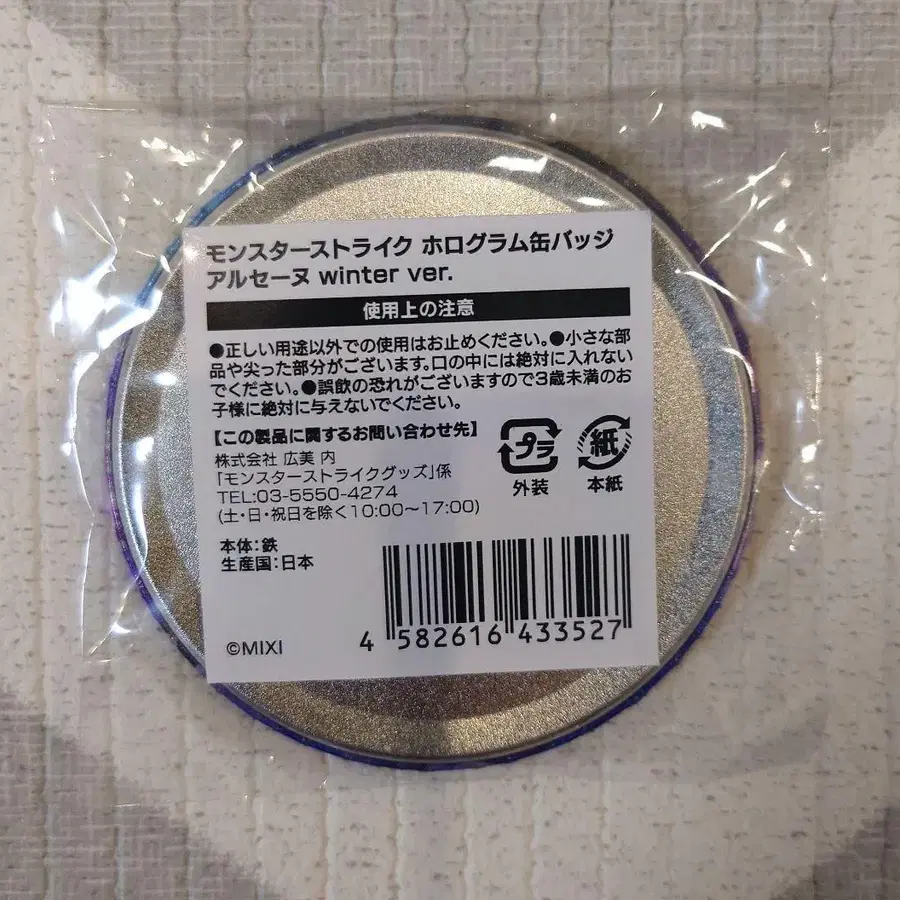 モンスターストライク ホログラム缶バッジ
アルセーヌ winter ver.
使用上の注意
●正しい用途以外での使用はお止めください。●小さな部
品や尖った部分がございます。口の中には絶対に入れない
でください。●誤飲の恐れがございますので3歳未満のお
子様に絶対に与えないでください。
【この製品に関するお問い合わせ先】
株式会社 広美 内
「モンスターストライクグッズ」係
TEL:03-5550-4274
(土・日・祝日を除く10:00〜17:00)
プラ
外装
紙
本紙
本体：鉄
生産国：日本
©MIXI
4 582616 433527